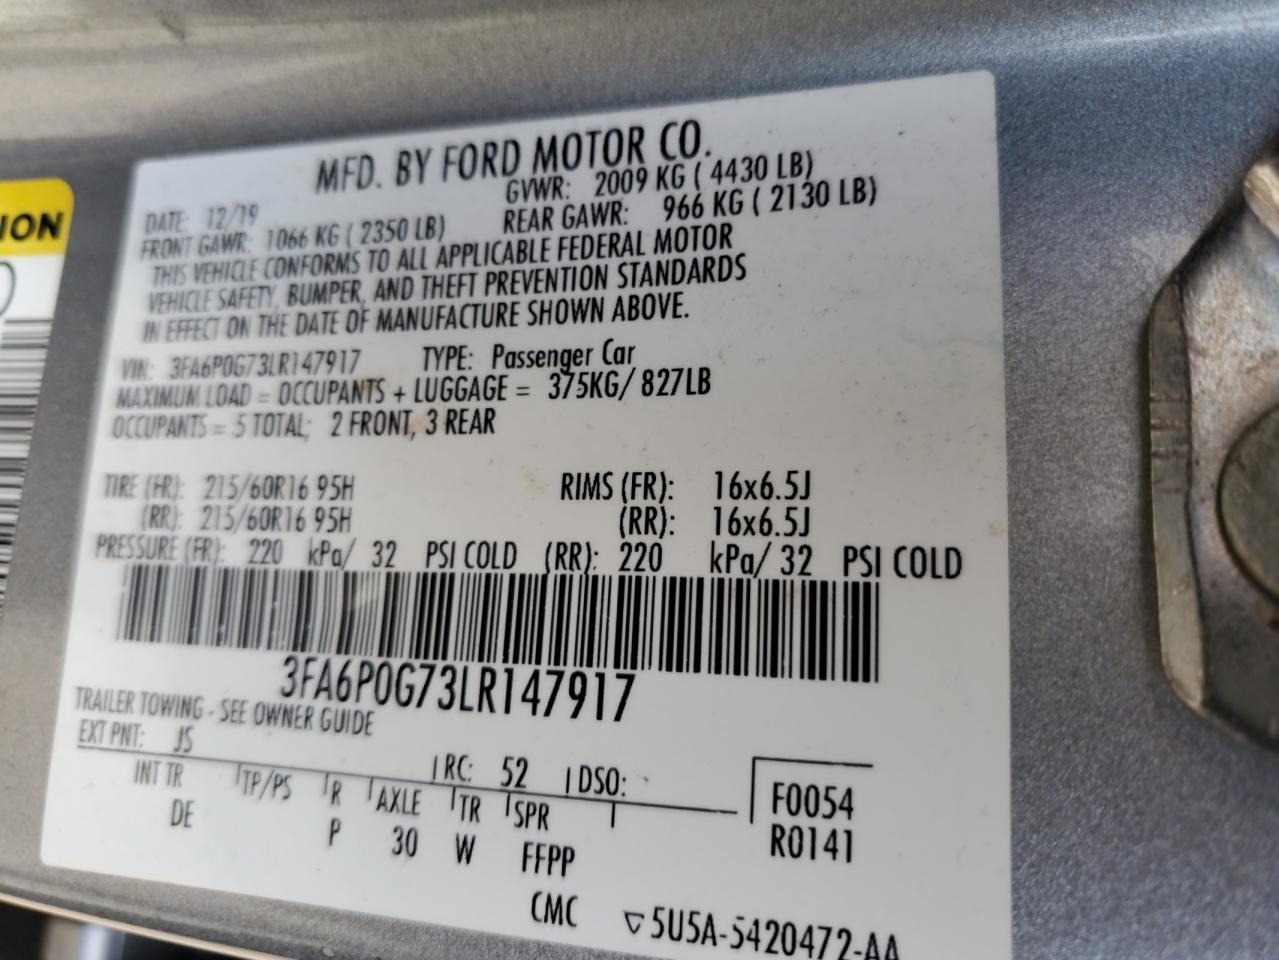 MFD. BY FORD MOTOR CO.
DATE: 12/19 GVWR: 2009 KG ( 4430 LB)
FRONT GAWR: 1066 KG ( 2350 LB) REAR GAWR: 966 KG ( 2130 LB)
THIS VEHICLE CONFORMS TO ALL APPLICABLE FEDERAL MOTOR
VEHICLE SAFETY, BUMPER, AND THEFT PREVENTION STANDARDS
IN EFFECT ON THE DATE OF MANUFACTURE SHOWN ABOVE.
VIN: 3FA6P0G73LR147917 TYPE: Passenger Car
MAXIMUM LOAD = OCCUPANTS + LUGGAGE = 375KG/ 827LB
OCCUPANTS = 5 TOTAL; 2 FRONT, 3 REAR
TIRE (FR): 215/60R16 95H RIMS (FR): 16x6.5J
(RR): 215/60R16 95H (RR): 16x6.5J
PRESSURE (FR): 220 kPa/ 32 PSI COLD (RR): 220 kPa/ 32 PSI COLD
3FA6P0G73LR147917
TRAILER TOWING - SEE OWNER GUIDE
EXT PNT: JS RC: 52 DSO:
INT TR TP/PS R AXLE TR SPR
DE P 30 W FFPP
F0054
R0141
CMC ▽5U5A-5420472-AA
ION